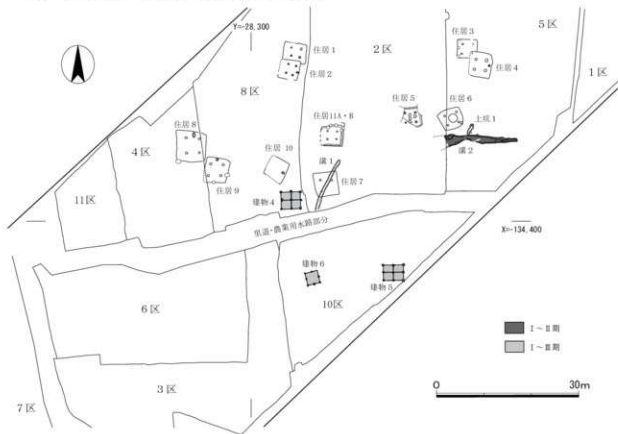 Y=-28,300
5区
住居3
住居1
2区
住居4
住居2
1区
8区
住居5
住居6
住居11A・B
土坑1
住居8
4区
住居10
溝1
溝2
住居9
住居7
11区
建物4
里道・農業用水路部分
X=-134,400
建物6
建物5
6区
10区
Ⅰ～Ⅱ期
Ⅰ～Ⅲ期
3区
0
30m
7区